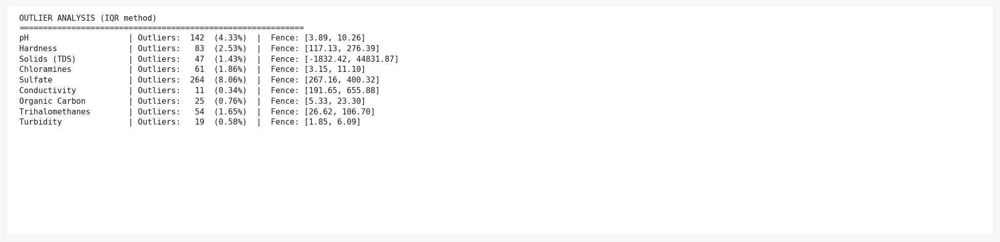 OUTLIER ANALYSIS (IQR method)
============================================================
pH                     | Outliers:  142  (4.33%)  |  Fence: [3.89, 10.26]
Hardness               | Outliers:   83  (2.53%)  |  Fence: [117.13, 276.39]
Solids (TDS)           | Outliers:   47  (1.43%)  |  Fence: [-1832.42, 44831.87]
Chloramines            | Outliers:   61  (1.86%)  |  Fence: [3.15, 11.10]
Sulfate                | Outliers:  264  (8.06%)  |  Fence: [267.16, 400.32]
Conductivity           | Outliers:   11  (0.34%)  |  Fence: [191.65, 655.88]
Organic Carbon         | Outliers:   25  (0.76%)  |  Fence: [5.33, 23.30]
Trihalomethanes        | Outliers:   54  (1.65%)  |  Fence: [26.62, 106.70]
Turbidity              | Outliers:   19  (0.58%)  |  Fence: [1.85, 6.09]